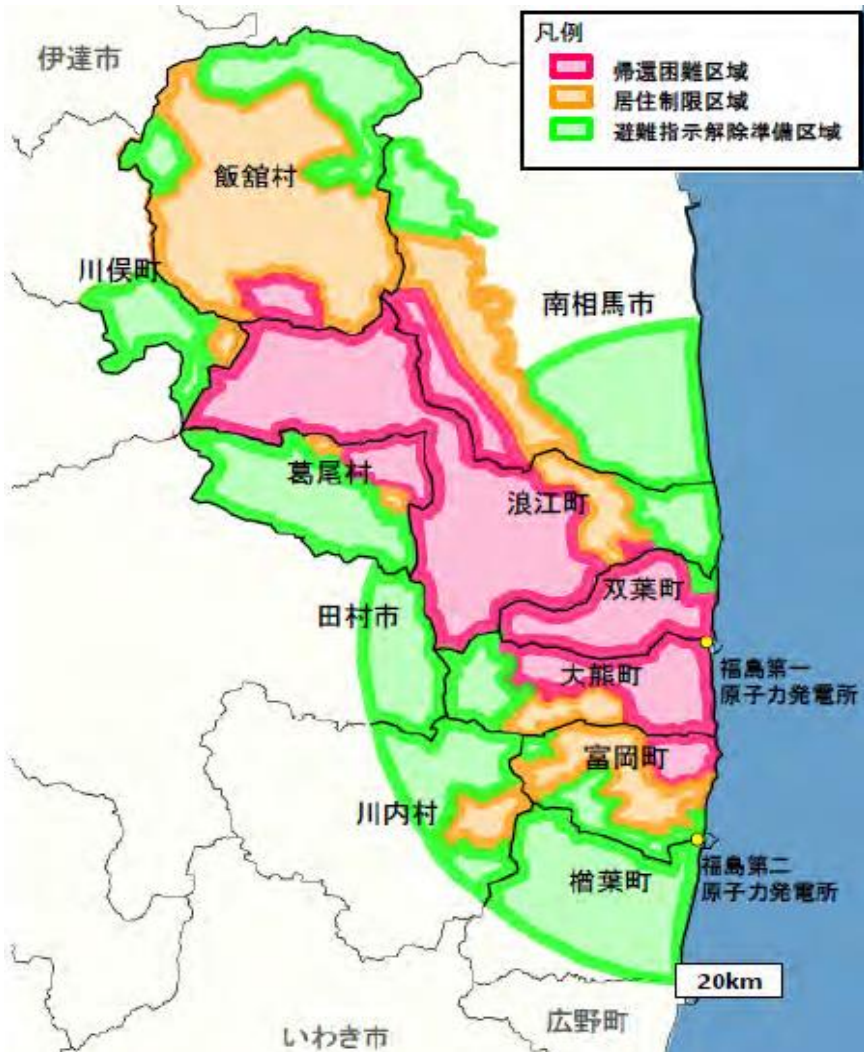 凡例
帰還困難区域
居住制限区域
避難指示解除準備区域
伊達市
飯舘村
川俣町
南相馬市
葛尾村
浪江町
双葉町
田村市
大熊町
福島第一
原子力発電所
富岡町
川内村
福島第二
原子力発電所
楢葉町
20km
広野町
いわき市